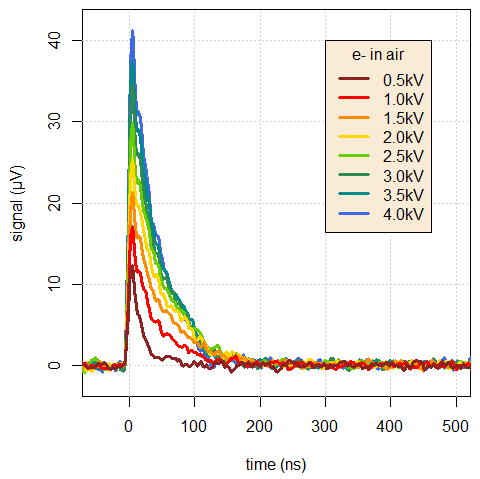 e- in air
0.5kV
1.0kV
1.5kV
2.0kV
2.5kV
3.0kV
3.5kV
4.0kV
signal (µV)
40
30
20
10
0
0 100 200 300 400 500
time (ns)